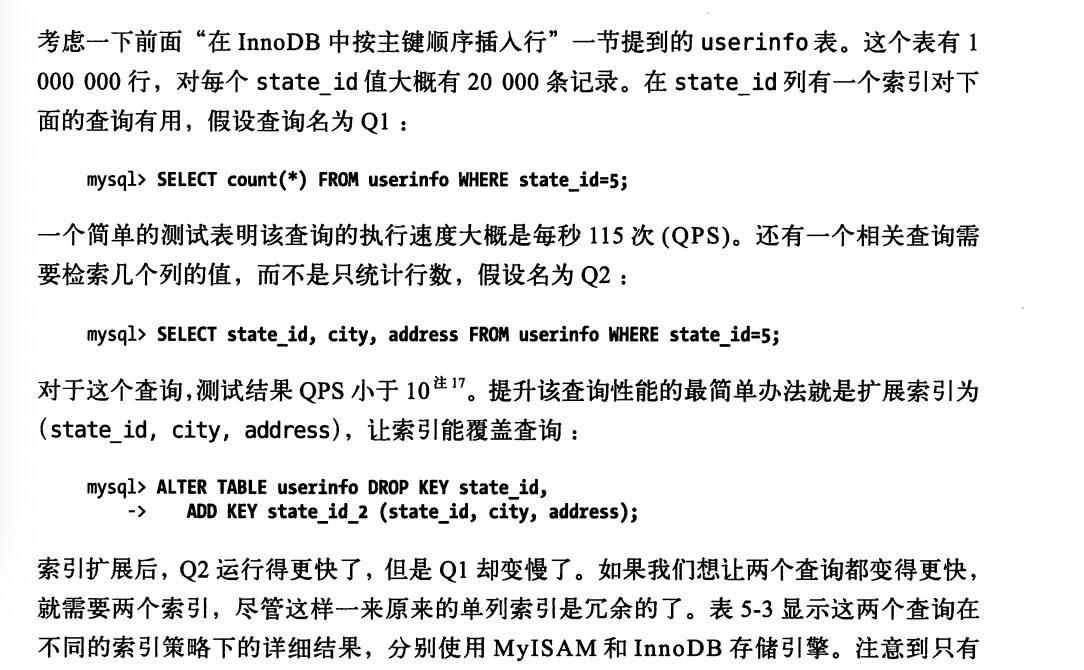 考虑一下前面“在 InnoDB 中按主键顺序插入行”一节提到的 userinfo 表。这个表有 1
000 000 行，对每个 state_id 值大概有 20 000 条记录。在 state_id 列有一个索引对下
面的查询有用，假设查询名为 Q1：
mysql> SELECT count(*) FROM userinfo WHERE state_id=5;
一个简单的测试表明该查询的执行速度大概是每秒 115 次 (QPS)。还有一个相关查询需
要检索几个列的值，而不是只统计行数，假设名为 Q2：
mysql> SELECT state_id, city, address FROM userinfo WHERE state_id=5;
对于这个查询，测试结果 QPS 小于 10注17。提升该查询性能的最简单办法就是扩展索引为
(state_id, city, address)，让索引能覆盖查询：
mysql> ALTER TABLE userinfo DROP KEY state_id,
-> ADD KEY state_id_2 (state_id, city, address);
索引扩展后，Q2 运行得更快了，但是 Q1 却变慢了。如果我们想让两个查询都变得更快，
就需要两个索引，尽管这样一来原来的单列索引是冗余的了。表 5-3 显示这两个查询在
不同的索引策略下的详细结果，分别使用 MyISAM 和 InnoDB 存储引擎。注意到只有